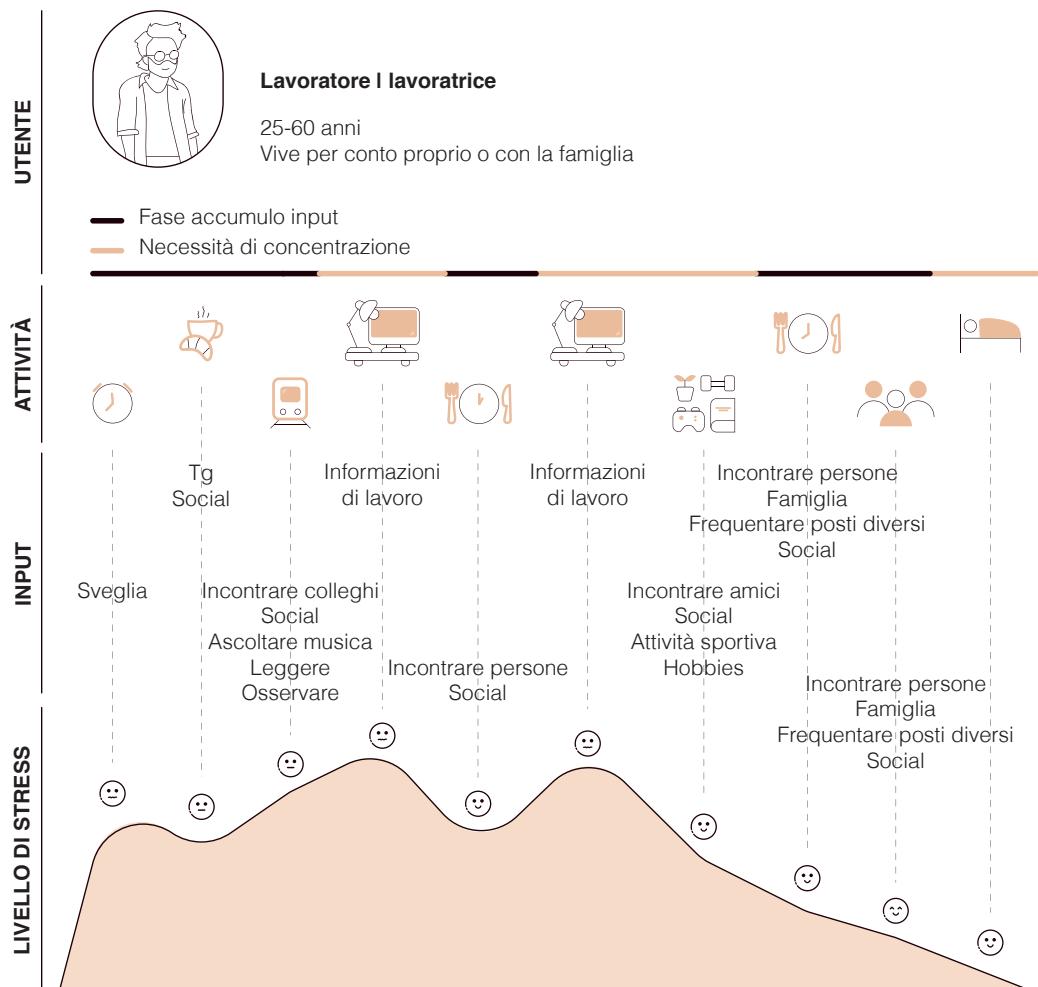 UTENTE
Lavoratore | lavoratrice
25-60 anni
Vive per conto proprio o con la famiglia
Fase accumulo input
Necessità di concentrazione
ATTIVITÀ
INPUT
Sveglia
Tg
Social
Incontrare colleghi
Social
Ascoltare musica
Leggere
Osservare
Informazioni
di lavoro
Incontrare persone
Social
Informazioni
di lavoro
Incontrare amici
Social
Attività sportiva
Hobbies
Incontrare persone
Famiglia
Frequentare posti diversi
Social
Incontrare persone
Famiglia
Frequentare posti diversi
Social
LIVELLO DI STRESS